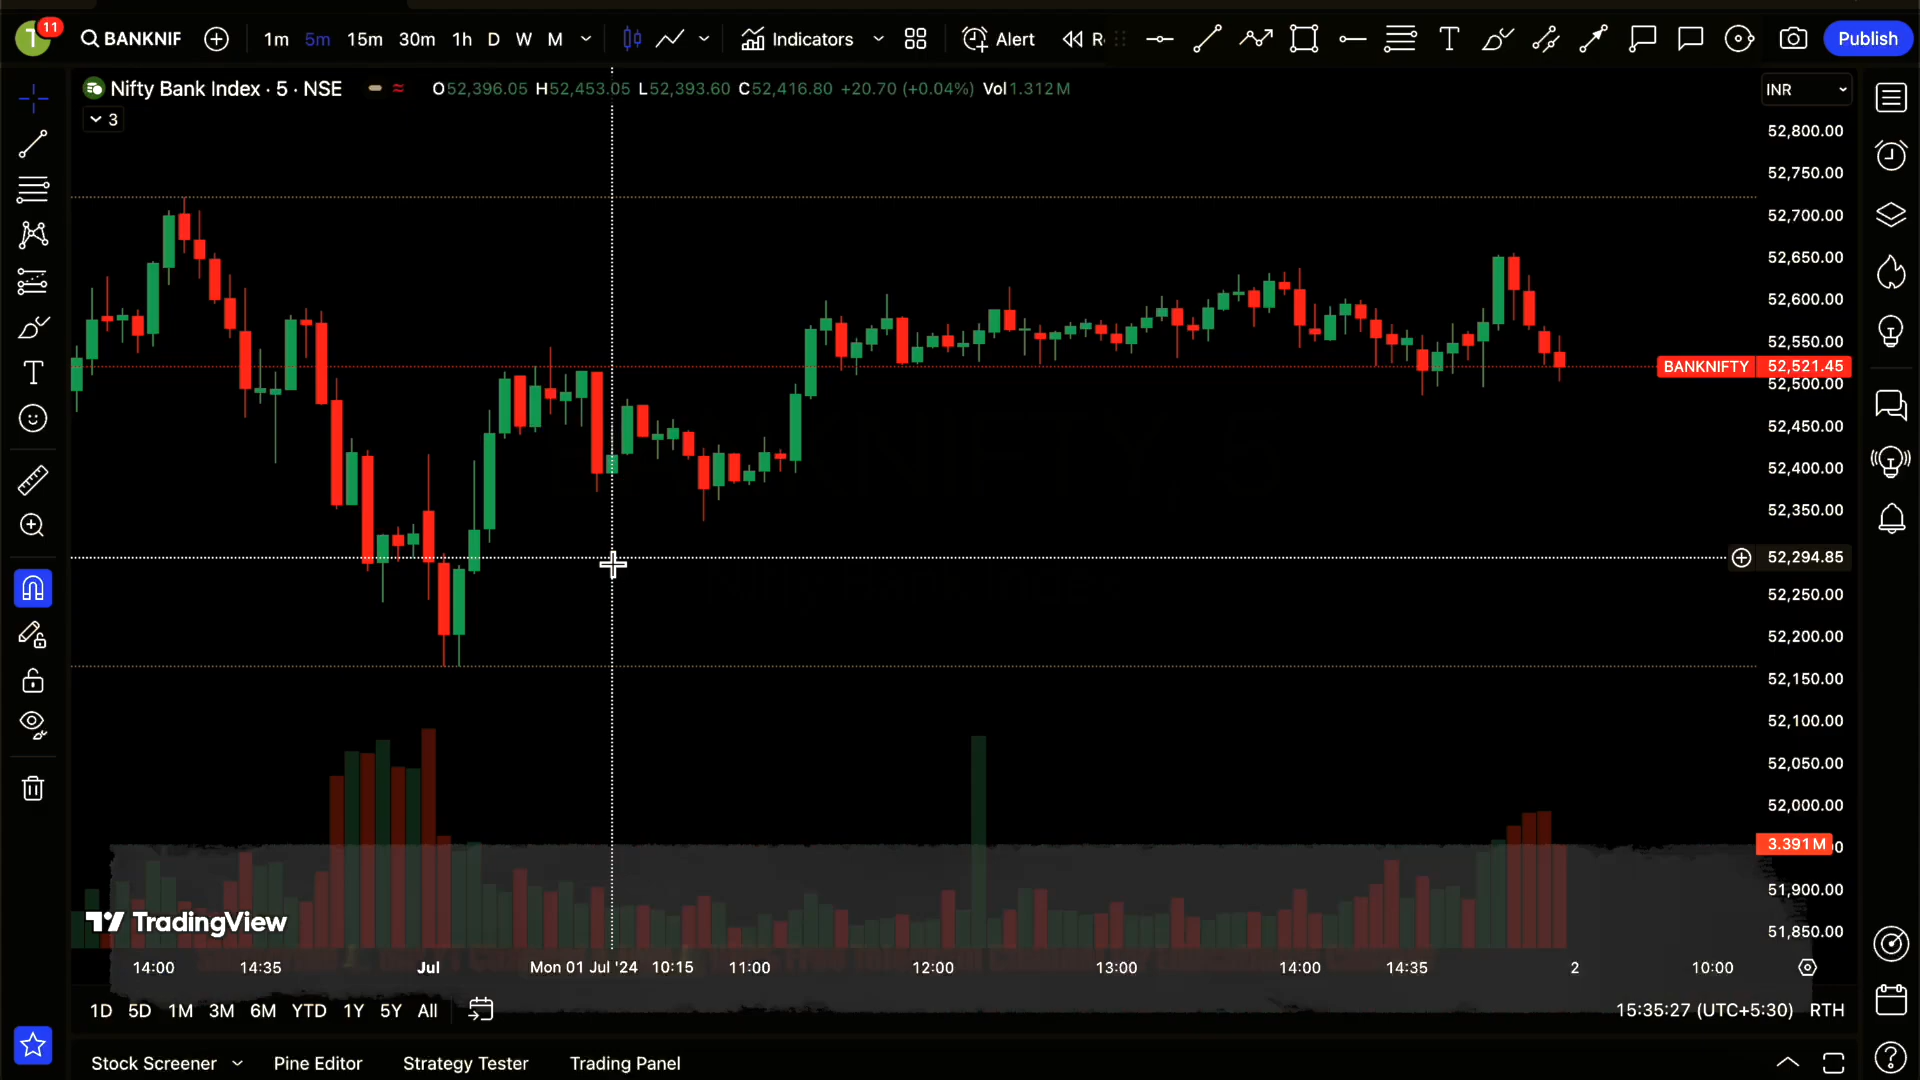 T 11 BANKNIF 1m 5m 15m 30m 1h D W M Indicators Alert R T Publish
Nifty Bank Index · 5 · NSE O52,396.05 H52,453.05 L52,393.60 C52,416.80 +20.70 (+0.04%) Vol1.312 M INR
3
52,800.00
52,750.00
52,700.00
52,650.00
52,600.00
52,550.00
BANKNIFTY 52,521.45
52,500.00
52,450.00
52,400.00
52,350.00
52,294.85
52,250.00
52,200.00
52,150.00
52,100.00
52,050.00
52,000.00
3.391 M
51,900.00
TradingView
51,850.00
14:00 14:35 Jul Mon 01 Jul '24 10:15 11:00 12:00 13:00 14:00 14:35 2 10:00
1D 5D 1M 3M 6M YTD 1Y 5Y All 15:35:27 (UTC+5:30) RTH
Stock Screener Pine Editor Strategy Tester Trading Panel